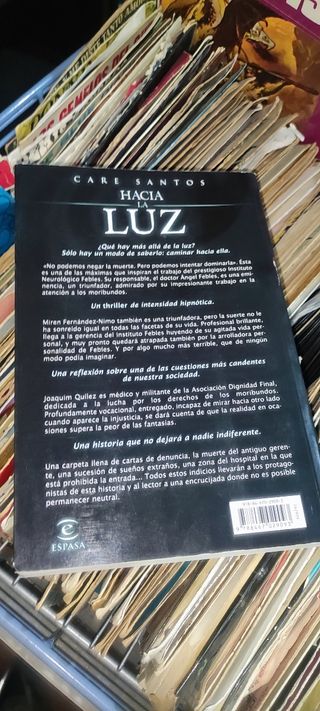 CARE SANTOS
HACIA
LA
LUZ
¿Qué hay más allá de la luz?
Sólo hay un modo de saberlo: caminar hacia ella.
«No podemos negar la muerte. Pero podemos intentar dominarla». Ésta
es una de las máximas que inspiran el trabajo del prestigioso Instituto
Neurológico Febles. Su responsable, el doctor Ángel Febles, es una emi-
nencia, un triunfador, admirado por su impresionante trabajo en la
atención a los moribundos.
Un thriller de intensidad hipnótica.
Miren Fernández-Nimo también es una triunfadora, pero la suerte no le
ha sonreído igual en todas las facetas de su vida. Profesional brillante,
llega a la gerencia del Instituto Febles huyendo de su agitada vida per-
sonal, y muy pronto quedará atrapada también por la arrolladora per-
sonalidad de Febles. Y por algo mucho más terrible, que de ningún
modo podía imaginar.
Una reflexión sobre una de las cuestiones más candentes
de nuestra sociedad.
Joaquim Quílez es médico y militante de la Asociación Dignidad Final,
dedicada a la lucha por los derechos de los moribundos.
Profundamente vocacional, entregado, incapaz de mirar hacia otro lado
cuando aparece la injusticia, se dará cuenta de que la realidad en oca-
siones supera la peor de las fantasías.
Una historia que no dejará a nadie indiferente.
Una carpeta llena de cartas de denuncia, la muerte del antiguo geren-
te, una sucesión de sueños extraños, una zona del hospital en la que
está prohibida la entrada... Todos estos indicios llevarán a los protago-
nistas de esta historia y al lector a una encrucijada donde no es posible
permanecer neutral.
e
ESPASA
9 788467 029093